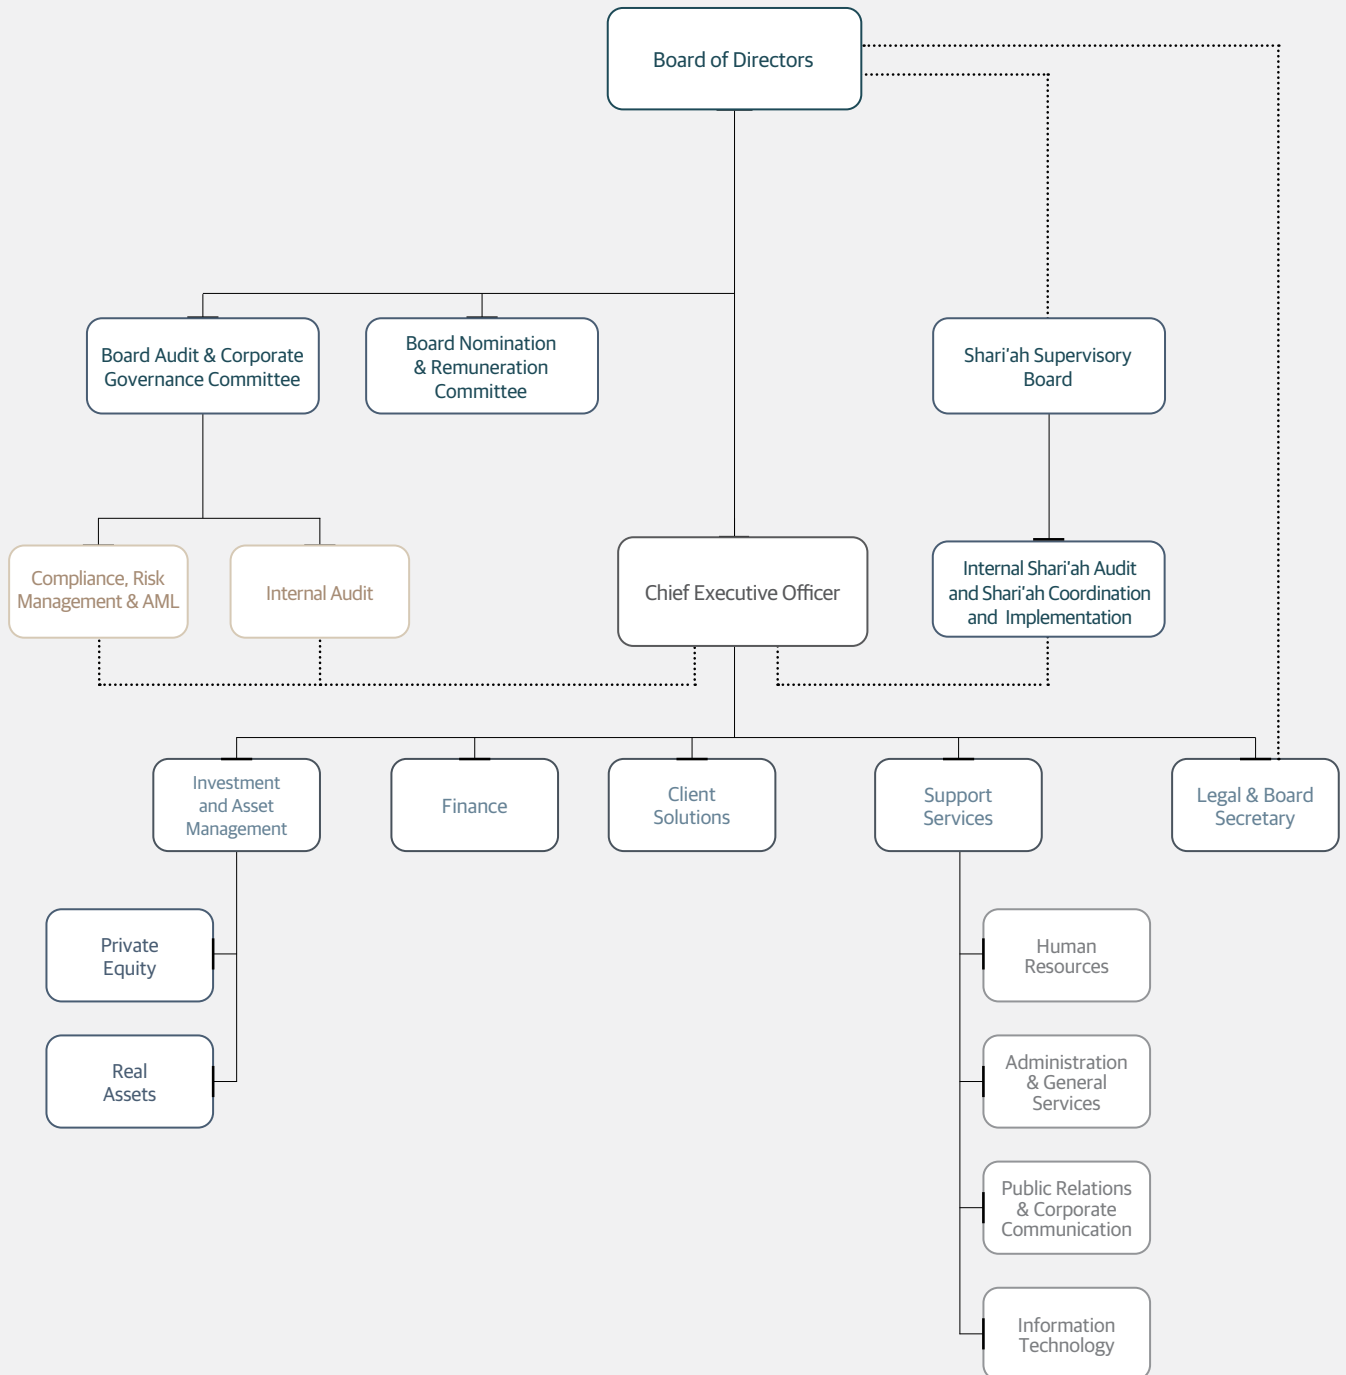 Board of Directors
Board Audit & Corporate
Governance Committee
Board Nomination
& Remuneration
Committee
Shari'ah Supervisory
Board
Compliance, Risk
Management & AML
Internal Audit
Chief Executive Officer
Internal Shari'ah Audit
and Shari'ah Coordination
and Implementation
Investment
and Asset
Management
Finance
Client
Solutions
Support
Services
Legal & Board
Secretary
Private
Equity
Human
Resources
Real
Assets
Administration
& General
Services
Public Relations
& Corporate
Communication
Information
Technology